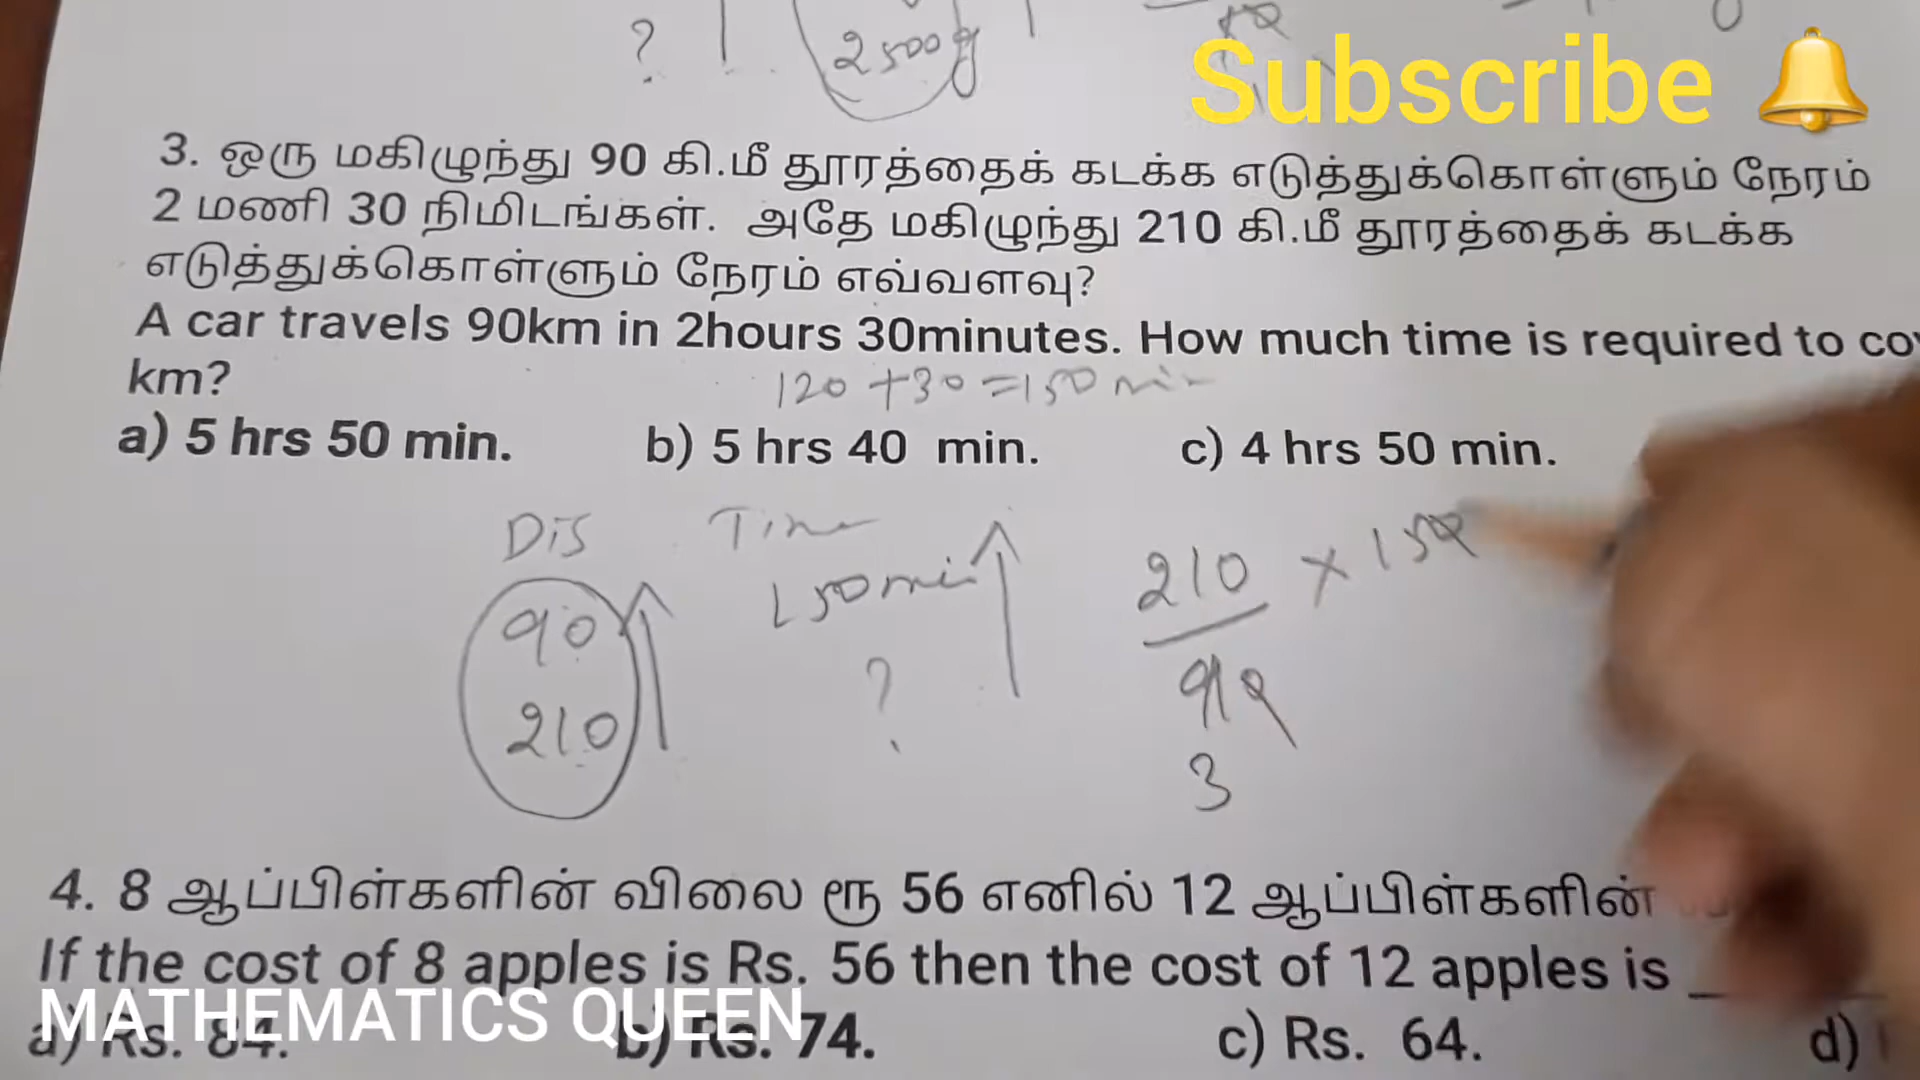 ?
2500g
Subscribe
3. ஒரு மகிழுந்து 90 கி.மீ தூரத்தைக் கடக்க எடுத்துக்கொள்ளும் நேரம்
2 மணி 30 நிமிடங்கள். அதே மகிழுந்து 210 கி.மீ தூரத்தைக் கடக்க
எடுத்துக்கொள்ளும் நேரம் எவ்வளவு?
A car travels 90km in 2hours 30minutes. How much time is required to
km?
120 + 30 = 150 min
a) 5 hrs 50 min. b) 5 hrs 40 min. c) 4 hrs 50 min.
Dis Time
90 150 min 210 × 150
210 ? 90
3
4. 8 ஆப்பிள்களின் விலை ரூ 56 எனில் 12 ஆப்பிள்களின்
If the cost of 8 apples is Rs. 56 then the cost of 12 apples is
MATHEMATICS QUEEN
a) Rs. 84. b) Rs. 74. c) Rs. 64. d)